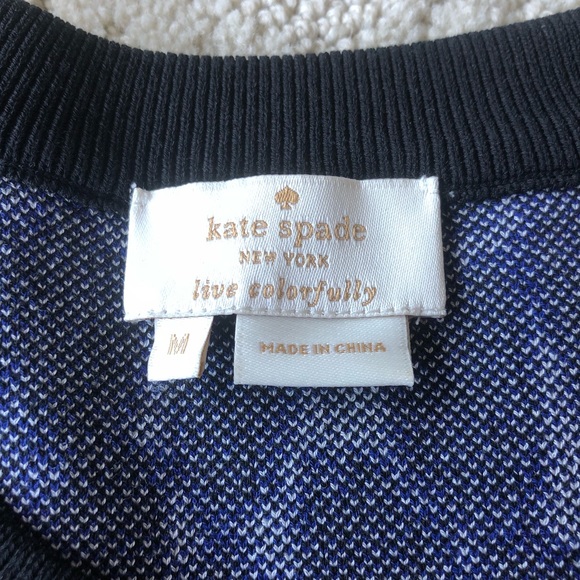 kate spade
NEW YORK
live colorfully
M
MADE IN CHINA